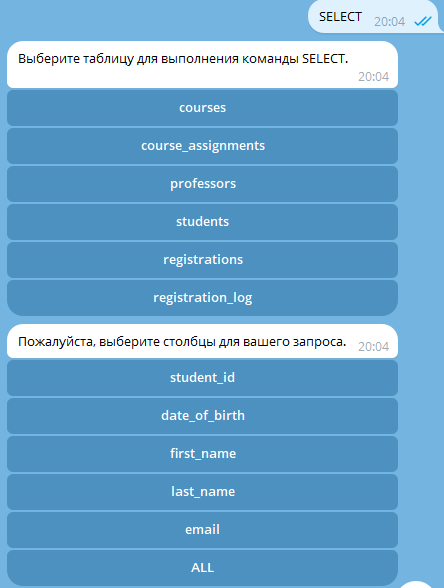 SELECT 20:04
Выберите таблицу для выполнения команды SELECT.
20:04
courses
course_assignments
professors
students
registrations
registration_log
Пожалуйста, выберите столбцы для вашего запроса. 20:04
student_id
date_of_birth
first_name
last_name
email
ALL